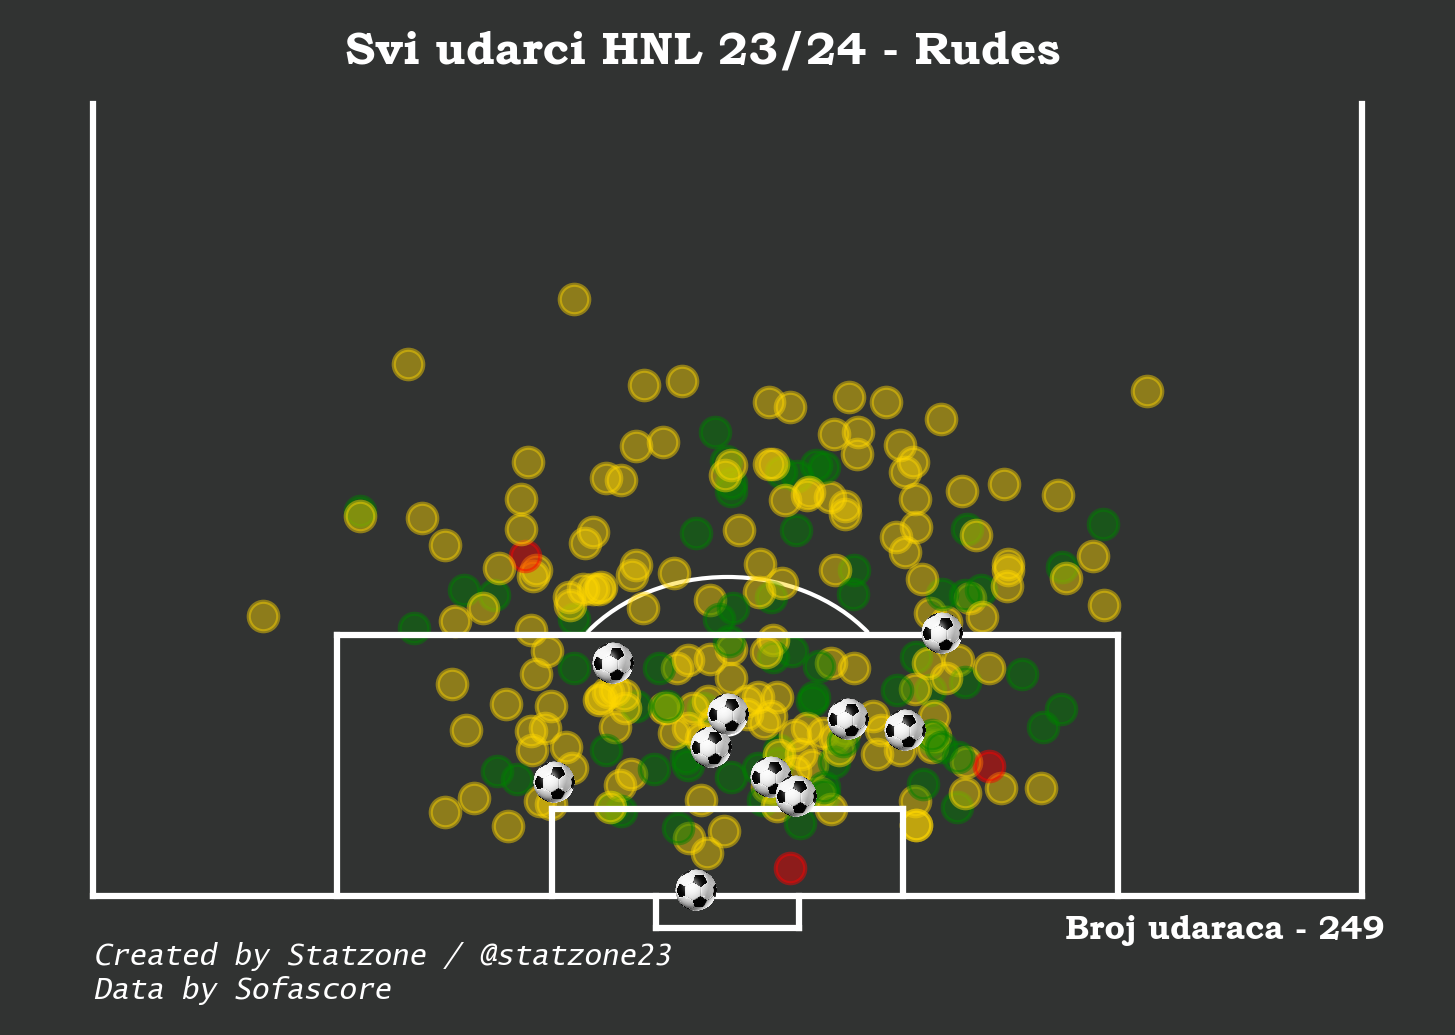 Svi udarci HNL 23/24 - Rudes
Broj udaraca - 249
Created by Statzone / @statzone23
Data by Sofascore